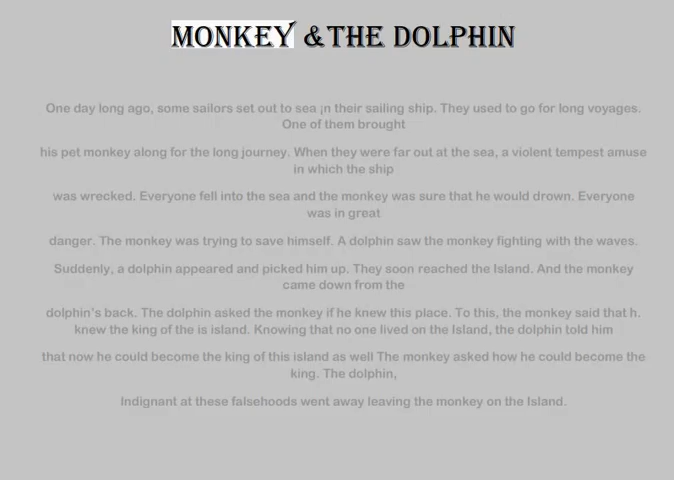 MONKEY & THE DOLPHIN
One day long ago, some sailors set out to sea ¡n their sailing ship. They used to go for long voyages.
One of them brought
his pet monkey along for the long journey. When they were far out at the sea, a violent tempest amuse
in which the ship
was wrecked. Everyone fell into the sea and the monkey was sure that he would drown. Everyone
was in great
danger. The monkey was trying to save himself. A dolphin saw the monkey fighting with the waves.
Suddenly, a dolphin appeared and picked him up. They soon reached the Island. And the monkey
came down from the
dolphin's back. The dolphin asked the monkey if he knew this place. To this, the monkey said that h.
knew the king of the is island. Knowing that no one lived on the Island, the dolphin told him
that now he could become the king of this island as well The monkey asked how he could become the
king. The dolphin,
Indignant at these falsehoods went away leaving the monkey on the Island.